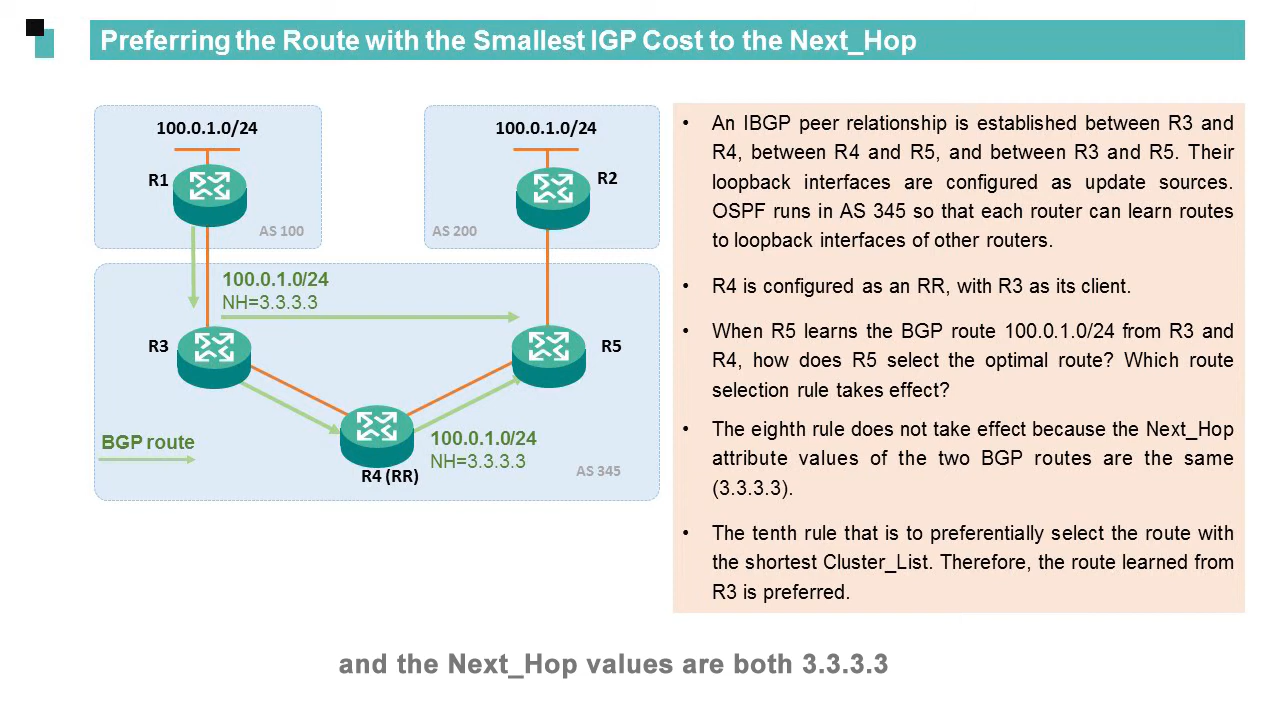 Preferring the Route with the Smallest IGP Cost to the Next_Hop
100.0.1.0/24
100.0.1.0/24
R1
R2
AS 100
AS 200
100.0.1.0/24
NH=3.3.3.3
R3
R5
BGP route
100.0.1.0/24
NH=3.3.3.3
R4 (RR)
AS 345
• An IBGP peer relationship is established between R3 and
R4, between R4 and R5, and between R3 and R5. Their
loopback interfaces are configured as update sources.
OSPF runs in AS 345 so that each router can learn routes
to loopback interfaces of other routers.
• R4 is configured as an RR, with R3 as its client.
• When R5 learns the BGP route 100.0.1.0/24 from R3 and
R4, how does R5 select the optimal route? Which route
selection rule takes effect?
• The eighth rule does not take effect because the Next_Hop
attribute values of the two BGP routes are the same
(3.3.3.3).
• The tenth rule that is to preferentially select the route with
the shortest Cluster_List. Therefore, the route learned from
R3 is preferred.
and the Next_Hop values are both 3.3.3.3